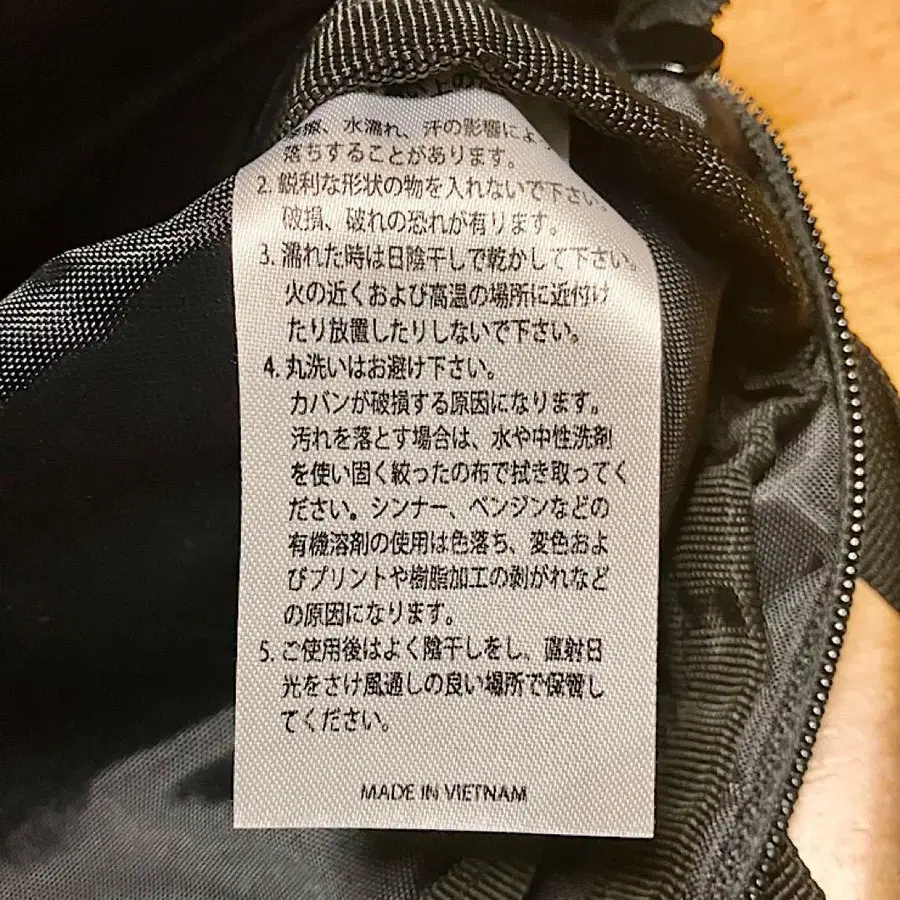 い上の
水濡れ、汗の影響によ
落ちすることがあります。
2. 鋭利な形状の物を入れないで下さい。
破損、破れの恐れが有ります。
3. 濡れた時は日陰干しで乾かして下さい。
火の近くおよび高温の場所に近付け
たり放置したりしないで下さい。
4. 丸洗いはお避け下さい。
カバンが破損する原因になります。
汚れを落とす場合は、水や中性洗剤
を使い固く絞ったの布で拭き取ってく
ださい。シンナー、ベンジンなどの
有機溶剤の使用は色落ち、変色およ
びプリントや樹脂加工の剥がれなど
の原因になります。
5. ご使用後はよく陰干しをし、直射日
光をさけ風通しの良い場所で保管し
てください。
MADE IN VIETNAM